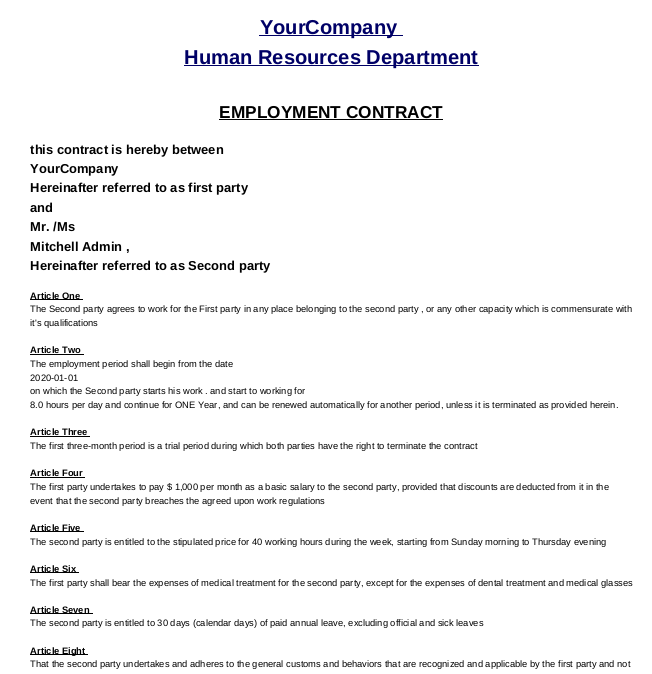 YourCompany
Human Resources Department
EMPLOYMENT CONTRACT
this contract is hereby between
YourCompany
Hereinafter referred to as first party
and
Mr. /Ms
Mitchell Admin ,
Hereinafter referred to as Second party
Article One
The Second party agrees to work for the First party in any place belonging to the second party , or any other capacity which is commensurate with
it's qualifications
Article Two
The employment period shall begin from the date
2020-01-01
on which the Second party starts his work . and start to working for
8.0 hours per day and continue for ONE Year, and can be renewed automatically for another period, unless it is terminated as provided herein.
Article Three
The first three-month period is a trial period during which both parties have the right to terminate the contract
Article Four
The first party undertakes to pay $ 1,000 per month as a basic salary to the second party, provided that discounts are deducted from it in the
event that the second party breaches the agreed upon work regulations
Article Five
The second party is entitled to the stipulated price for 40 working hours during the week, starting from Sunday morning to Thursday evening
Article Six
The first party shall bear the expenses of medical treatment for the second party, except for the expenses of dental treatment and medical glasses
Article Seven
The second party is entitled to 30 days (calendar days) of paid annual leave, excluding official and sick leaves
Article Eight
That the second party undertakes and adheres to the general customs and behaviors that are recognized and applicable by the first party and not